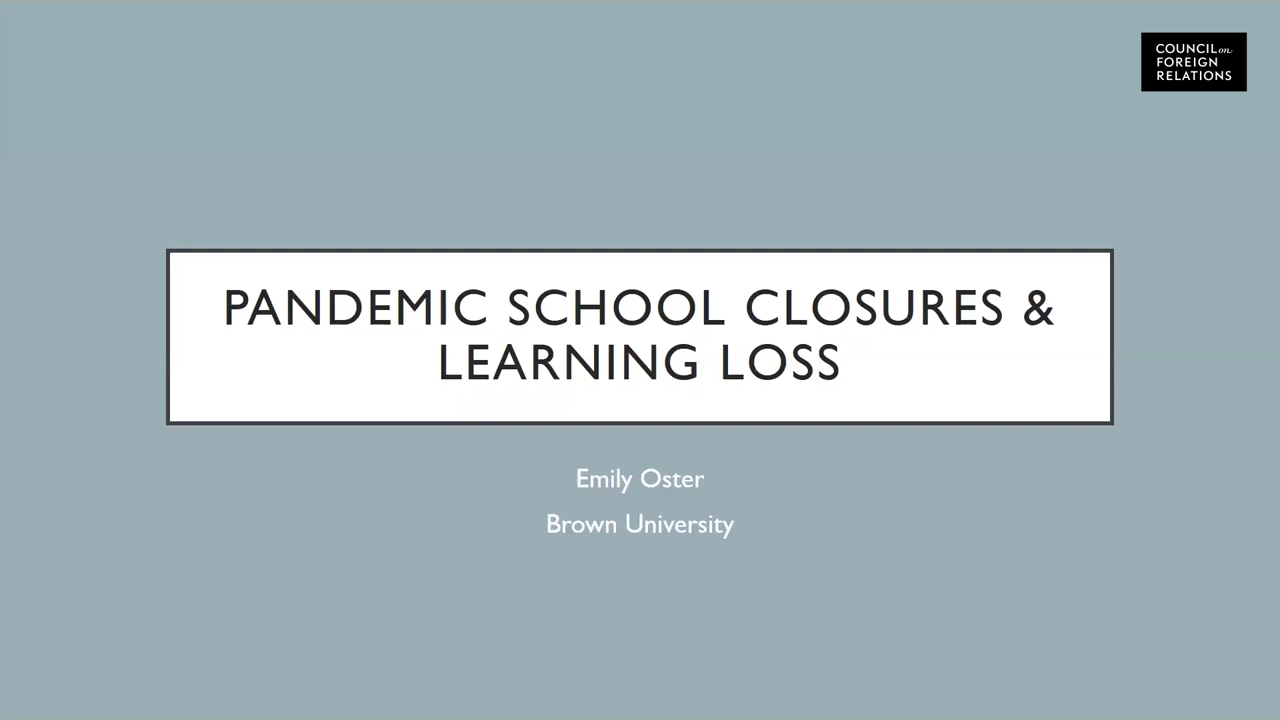 COUNCIL on
FOREIGN
RELATIONS
PANDEMIC SCHOOL CLOSURES &
LEARNING LOSS
Emily Oster
Brown University